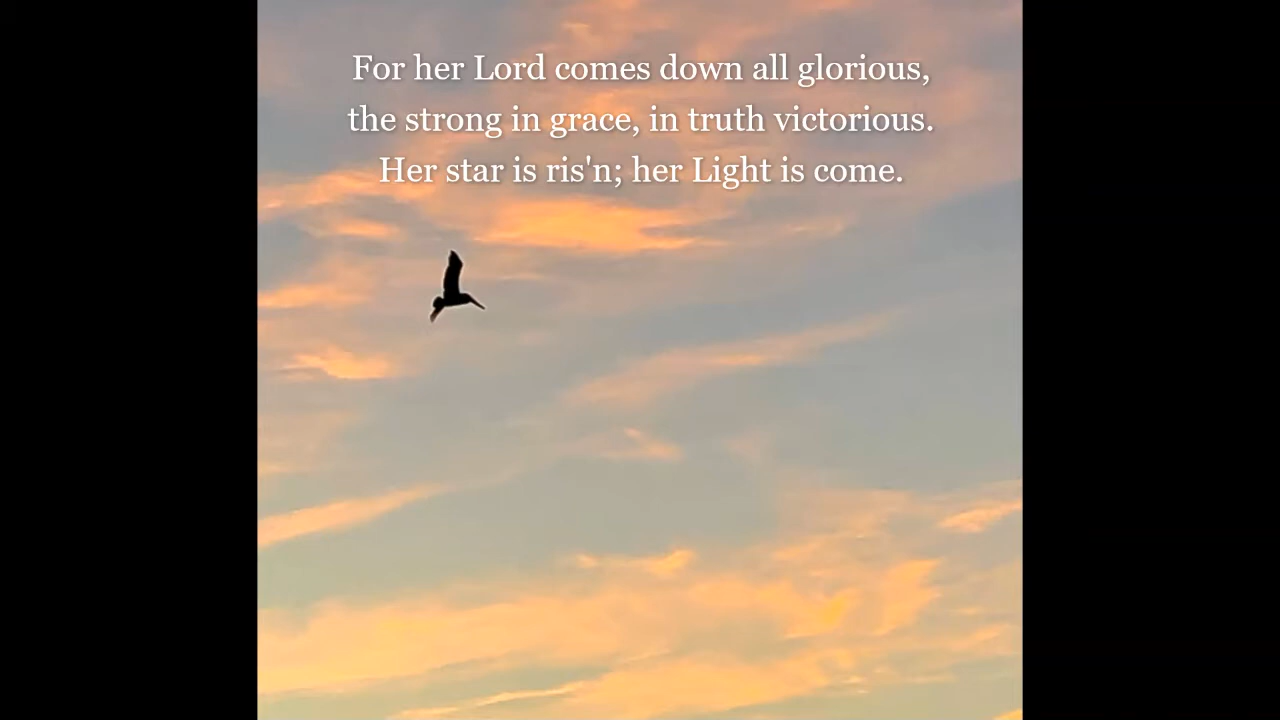 For her Lord comes down all glorious,
the strong in grace, in truth victorious.
Her star is ris'n; her Light is come.